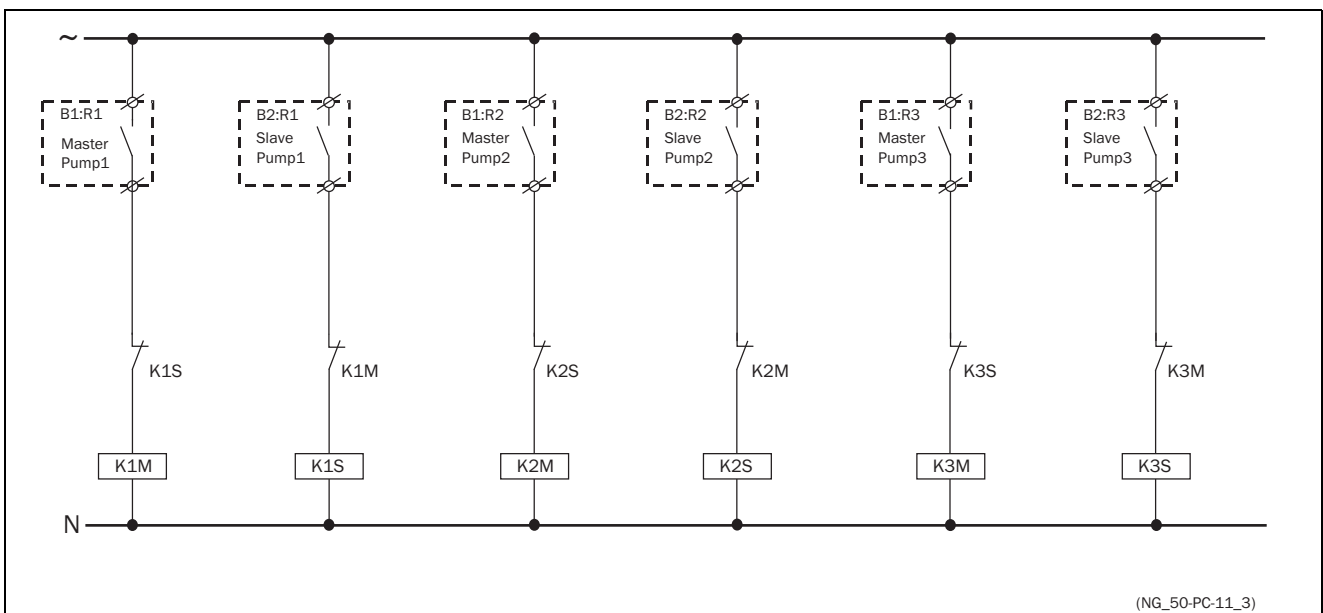 ~
B1:R1
Master
Pump1
B2:R1
Slave
Pump1
B1:R2
Master
Pump2
B2:R2
Slave
Pump2
B1:R3
Master
Pump3
B2:R3
Slave
Pump3
K1S
K1M
K2S
K2M
K3S
K3M
K1M
K1S
K2M
K2S
K3M
K3S
N
(NG_50-PC-11_3)